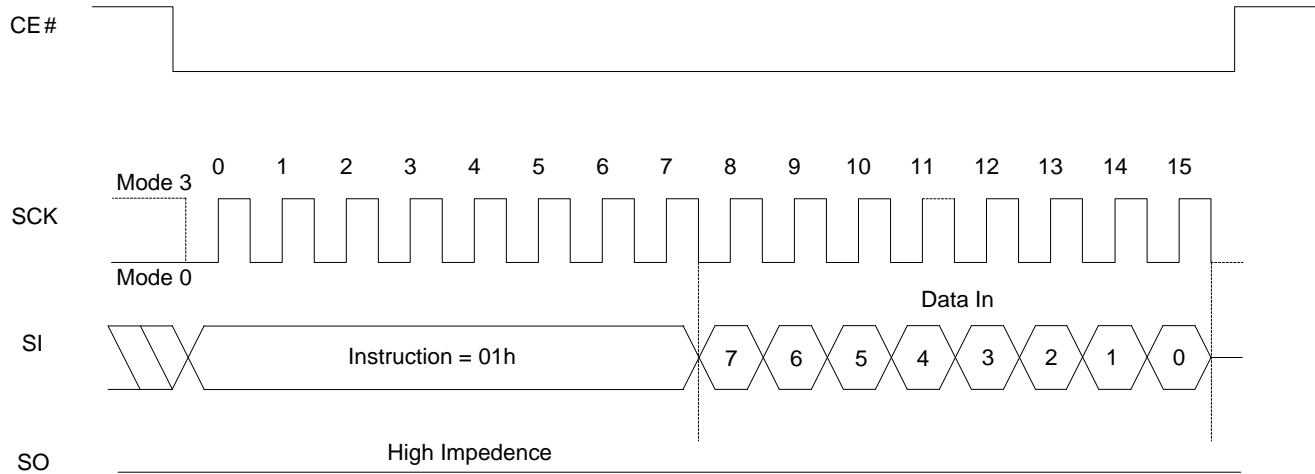 CE#
0 1 2 3 4 5 6 7 8 9 10 11 12 13 14 15
Mode 3
SCK
Mode 0
Data In
SI
Instruction = 01h
7 6 5 4 3 2 1 0
High Impedence
SO